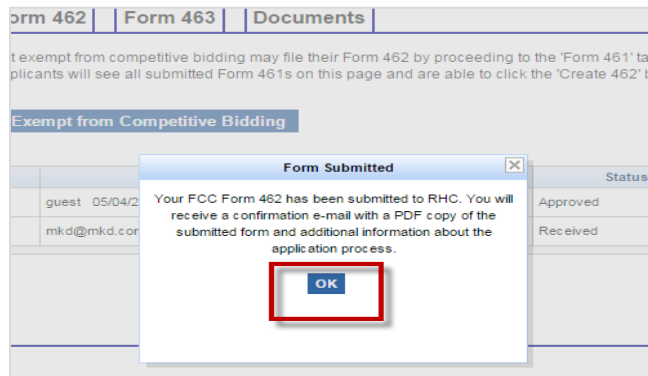 orm 462 Form 463 Documents
t exempt from competitive bidding may file their Form 462 by proceeding to the 'Form 461' ta
plicants will see all submitted Form 461s on this page and are able to click the 'Create 462' b
Exempt from Competitive Bidding
Form Submitted
Status
Your FCC Form 462 has been submitted to RHC. You will
receive a confirmation e-mail with a PDF copy of the
submitted form and additional information about the
application process.
OK
guest 05/04/2
Approved
mkd@mkd.cor
Received